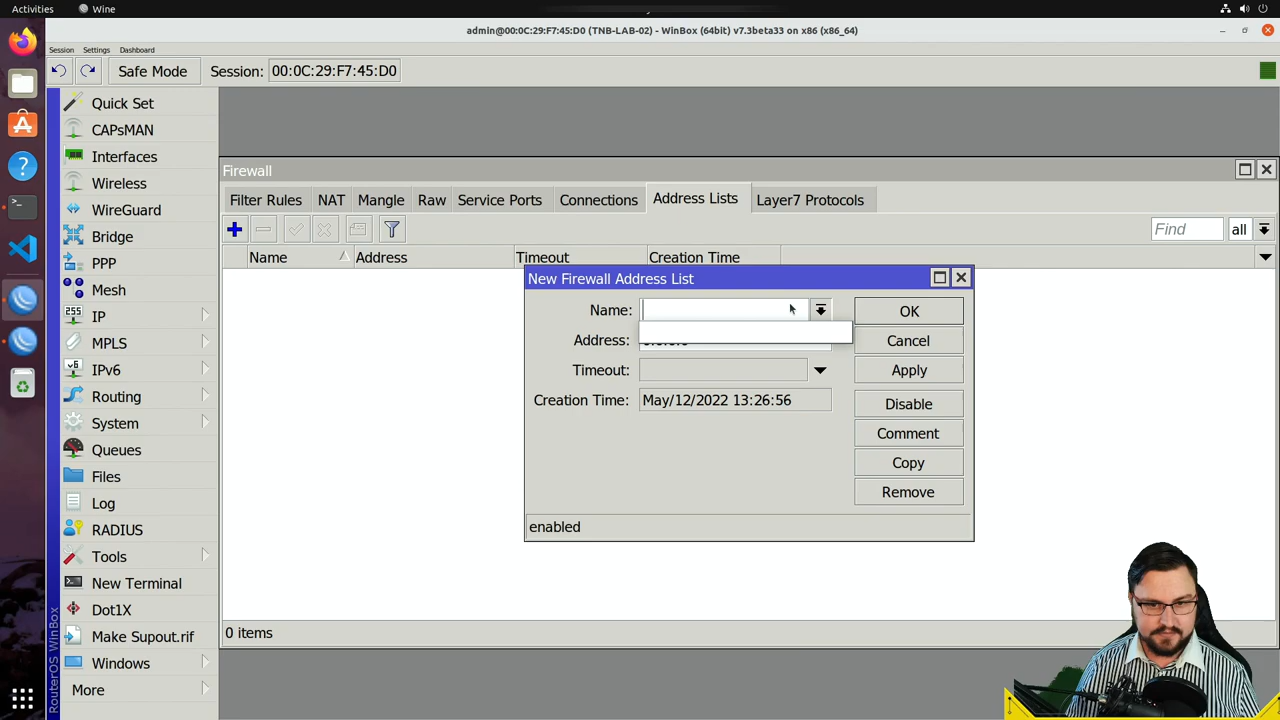 Activities
Wine
admin@00:0C:29:F7:45:D0 (TNB-LAB-02) - WinBox (64bit) v7.3beta33 on x86 (x86_64)
Session Settings Dashboard
Safe Mode Session: 00:0C:29:F7:45:D0
Quick Set
CAPsMAN
Interfaces
Wireless
WireGuard
Bridge
PPP
Mesh
255 IP
MPLS
v6 IPv6
Routing
System
Queues
Files
Log
RADIUS
Tools
New Terminal
Dot1X
Make Supout.rif
Windows
More
RouterOS WinBox
Firewall
Filter Rules NAT Mangle Raw Service Ports Connections Address Lists Layer7 Protocols
Find all
Name Address Timeout Creation Time
New Firewall Address List
Name:
Address:
Timeout:
Creation Time: May/12/2022 13:26:56
OK
Cancel
Apply
Disable
Comment
Copy
Remove
enabled
0 items